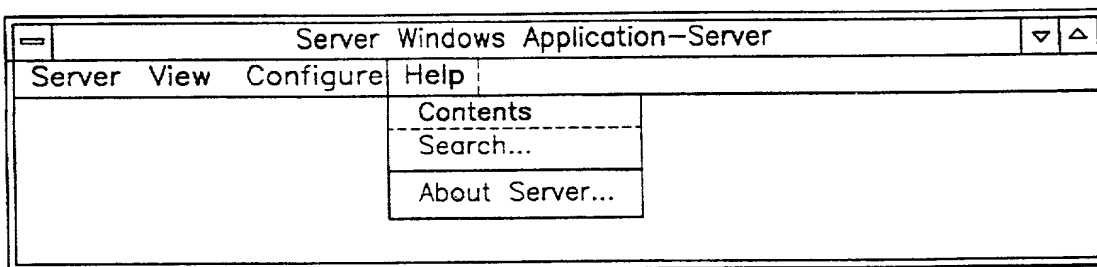 Server Windows Application-Server
Server View Configure Help
Contents
Search...
About Server...